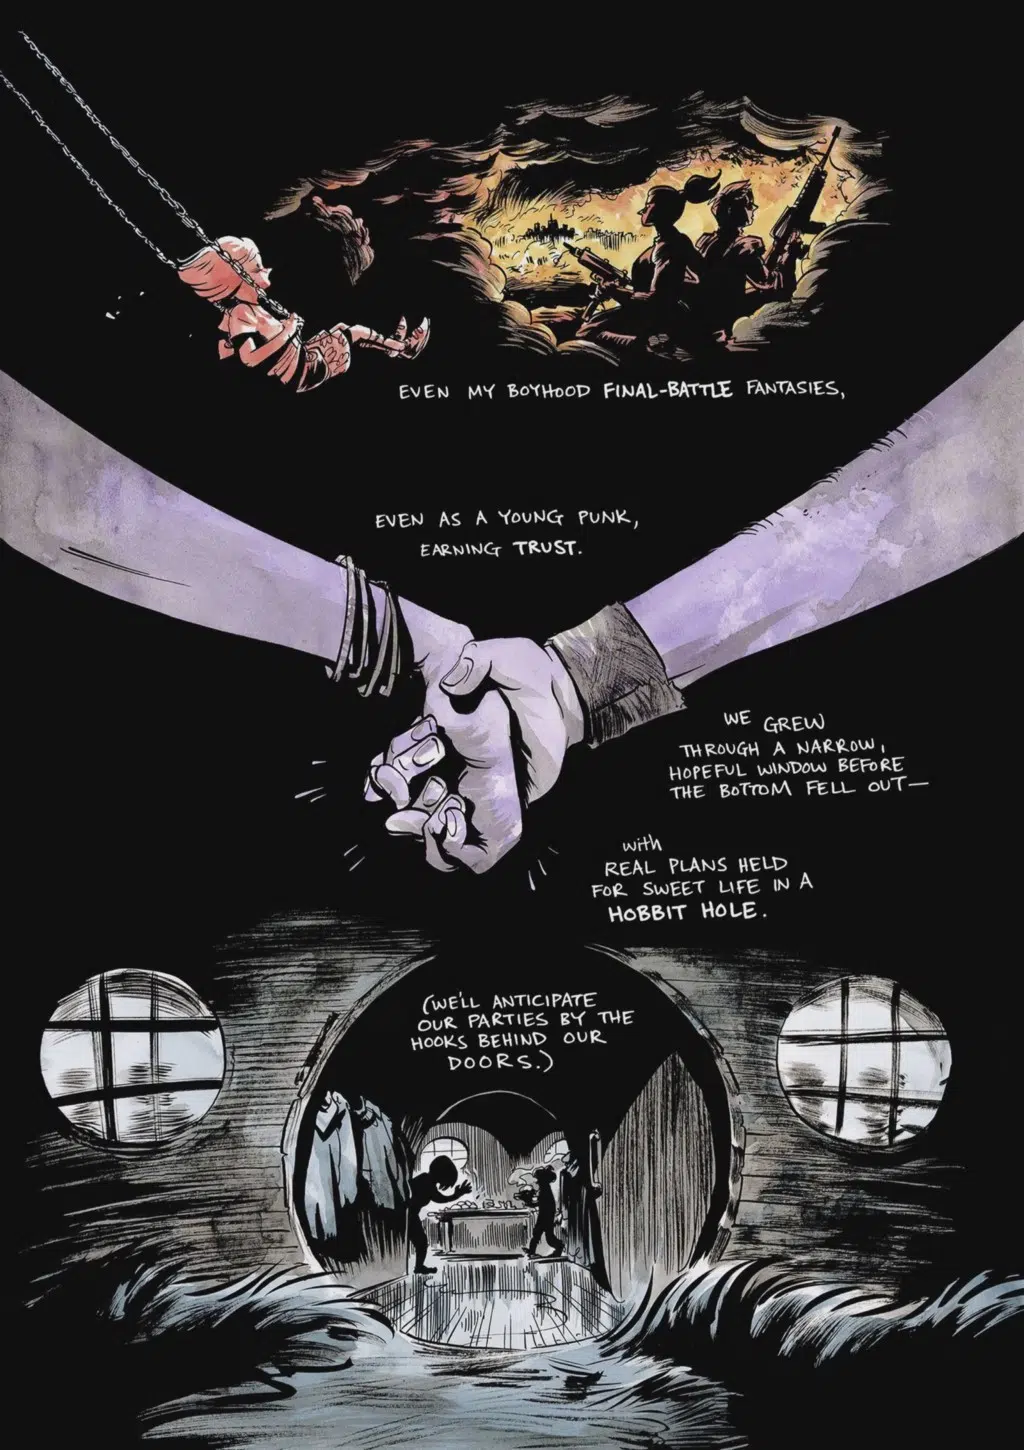 EVEN MY BOYHOOD FINAL-BATTLE FANTASIES,
EVEN AS A YOUNG PUNK,
EARNING TRUST.
WE GREW
THROUGH A NARROW,
HOPEFUL WINDOW BEFORE
THE BOTTOM FELL OUT—
with
REAL PLANS HELD
FOR SWEET LIFE IN A
HOBBIT HOLE.
(WE'LL ANTICIPATE
OUR PARTIES BY THE
HOOKS BEHIND OUR
DOORS.)